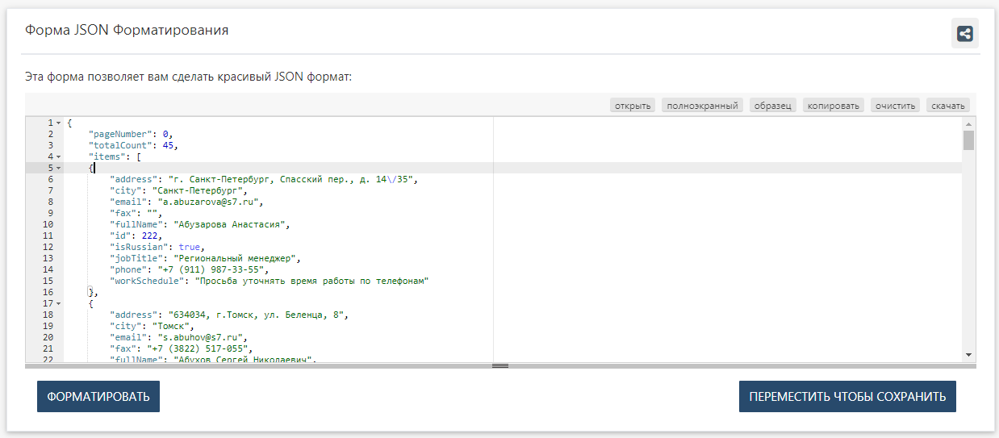 Форма JSON Форматирования
Эта форма позволяет вам сделать красивый JSON формат:
открыть полноэкранный образец копировать очистить скачать
1 {
2 "pageNumber": 0,
3 "totalCount": 45,
4 "items": [
5 {
6 "address": "г. Санкт-Петербург, Спасский пер., д. 14\/35",
7 "city": "Санкт-Петербург",
8 "email": "a.abuzarova@s7.ru",
9 "fax": "",
10 "fullName": "Абузарова Анастасия",
11 "id": 222,
12 "isRussian": true,
13 "jobTitle": "Региональный менеджер",
14 "phone": "+7 (911) 987-33-55",
15 "workSchedule": "Просьба уточнять время работы по телефонам"
16 },
17 {
18 "address": "634034, г.Томск, ул. Беленца, 8",
19 "city": "Томск",
20 "email": "s.abuhov@s7.ru",
21 "fax": "+7 (3822) 517-055",
22 "fullName": "Абухов Сергей Николаевич",
ФОРМАТИРОВАТЬ ПЕРЕМЕСТИТЬ ЧТОБЫ СОХРАНИТЬ